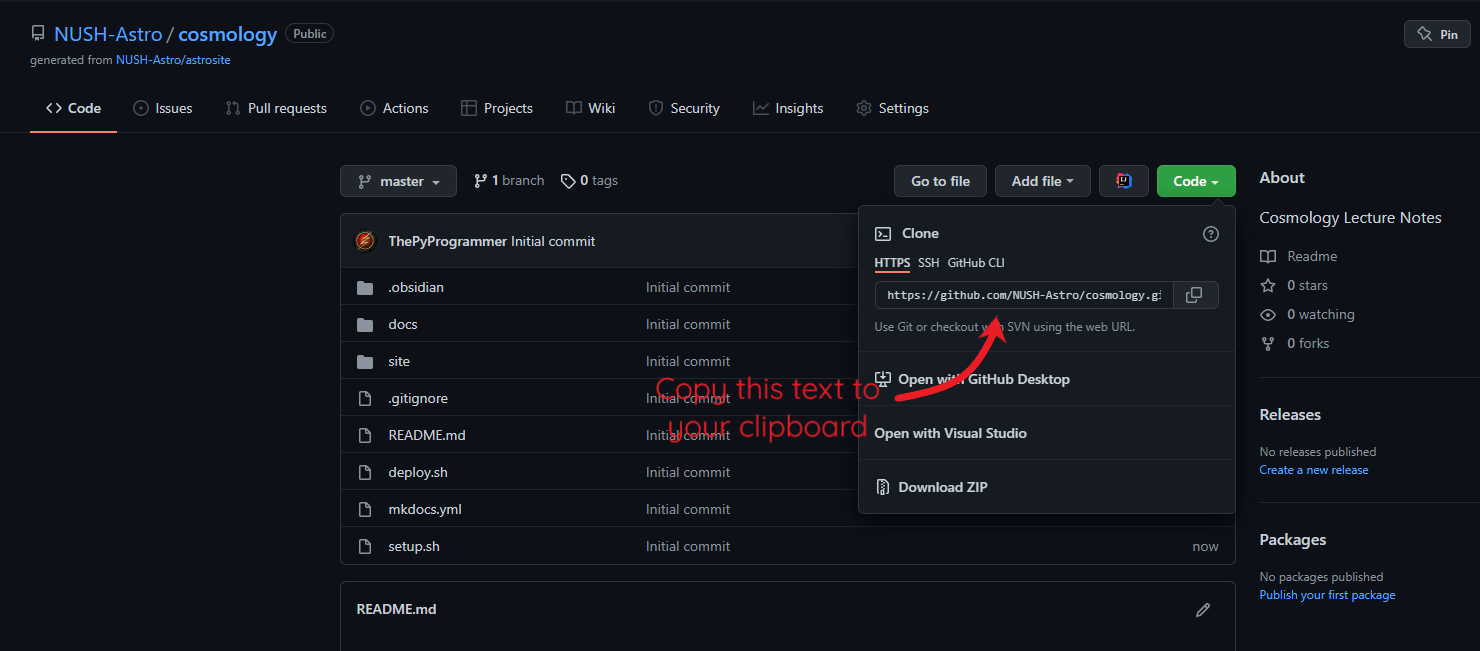 NUSH-Astro / cosmology Public
Pin
generated from NUSH-Astro/astrosite
Code Issues Pull requests Actions Projects Wiki Security Insights Settings
master 1 branch 0 tags Go to file Add file Code
ThePyProgrammer Initial commit
.obsidian Initial commit
docs Initial commit
site Initial commit
.gitignore Initial commit
README.md Initial commit
deploy.sh Initial commit
mkdocs.yml Initial commit
setup.sh Initial commit now
Copy this text to
your clipboard
Clone
HTTPS SSH GitHub CLI
https://github.com/NUSH-Astro/cosmology.gi
Use Git or checkout with SVN using the web URL.
Open with GitHub Desktop
Open with Visual Studio
Download ZIP
README.md
About
Cosmology Lecture Notes
Readme
0 stars
0 watching
0 forks
Releases
No releases published
Create a new release
Packages
No packages published
Publish your first package